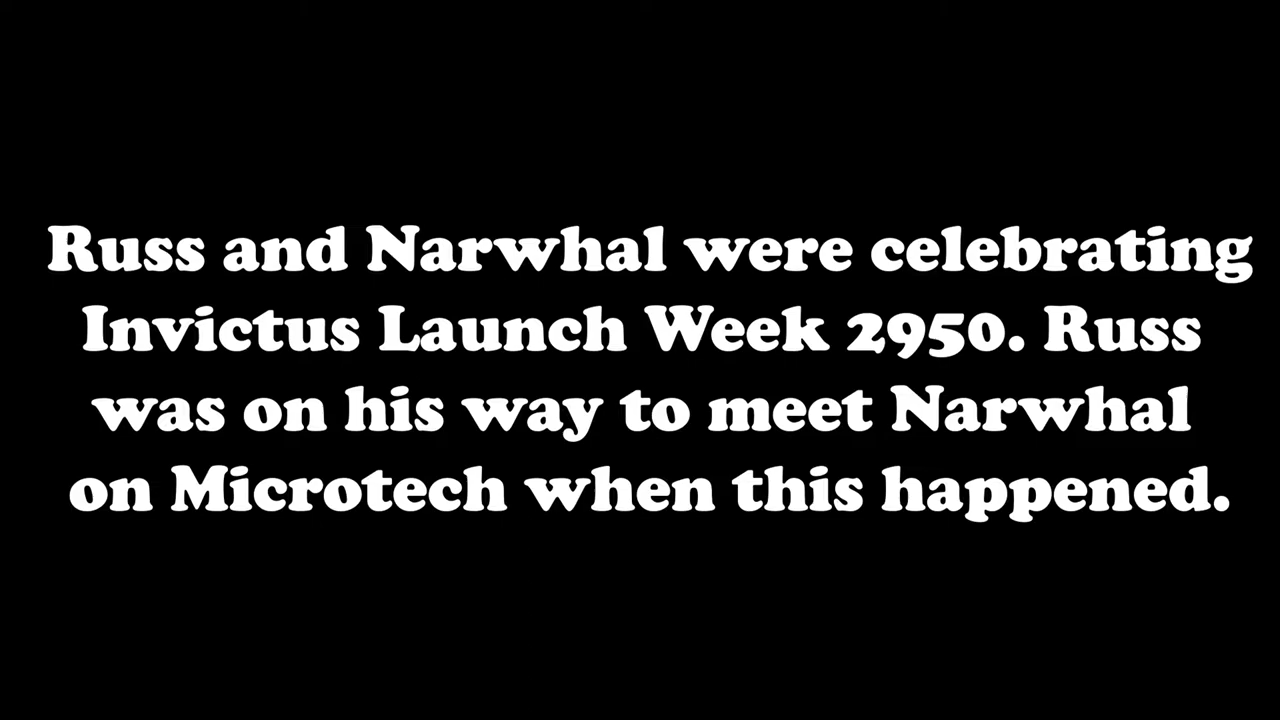 Russ and Narwhal were celebrating
Invictus Launch Week 2950. Russ
was on his way to meet Narwhal
on Microtech when this happened.